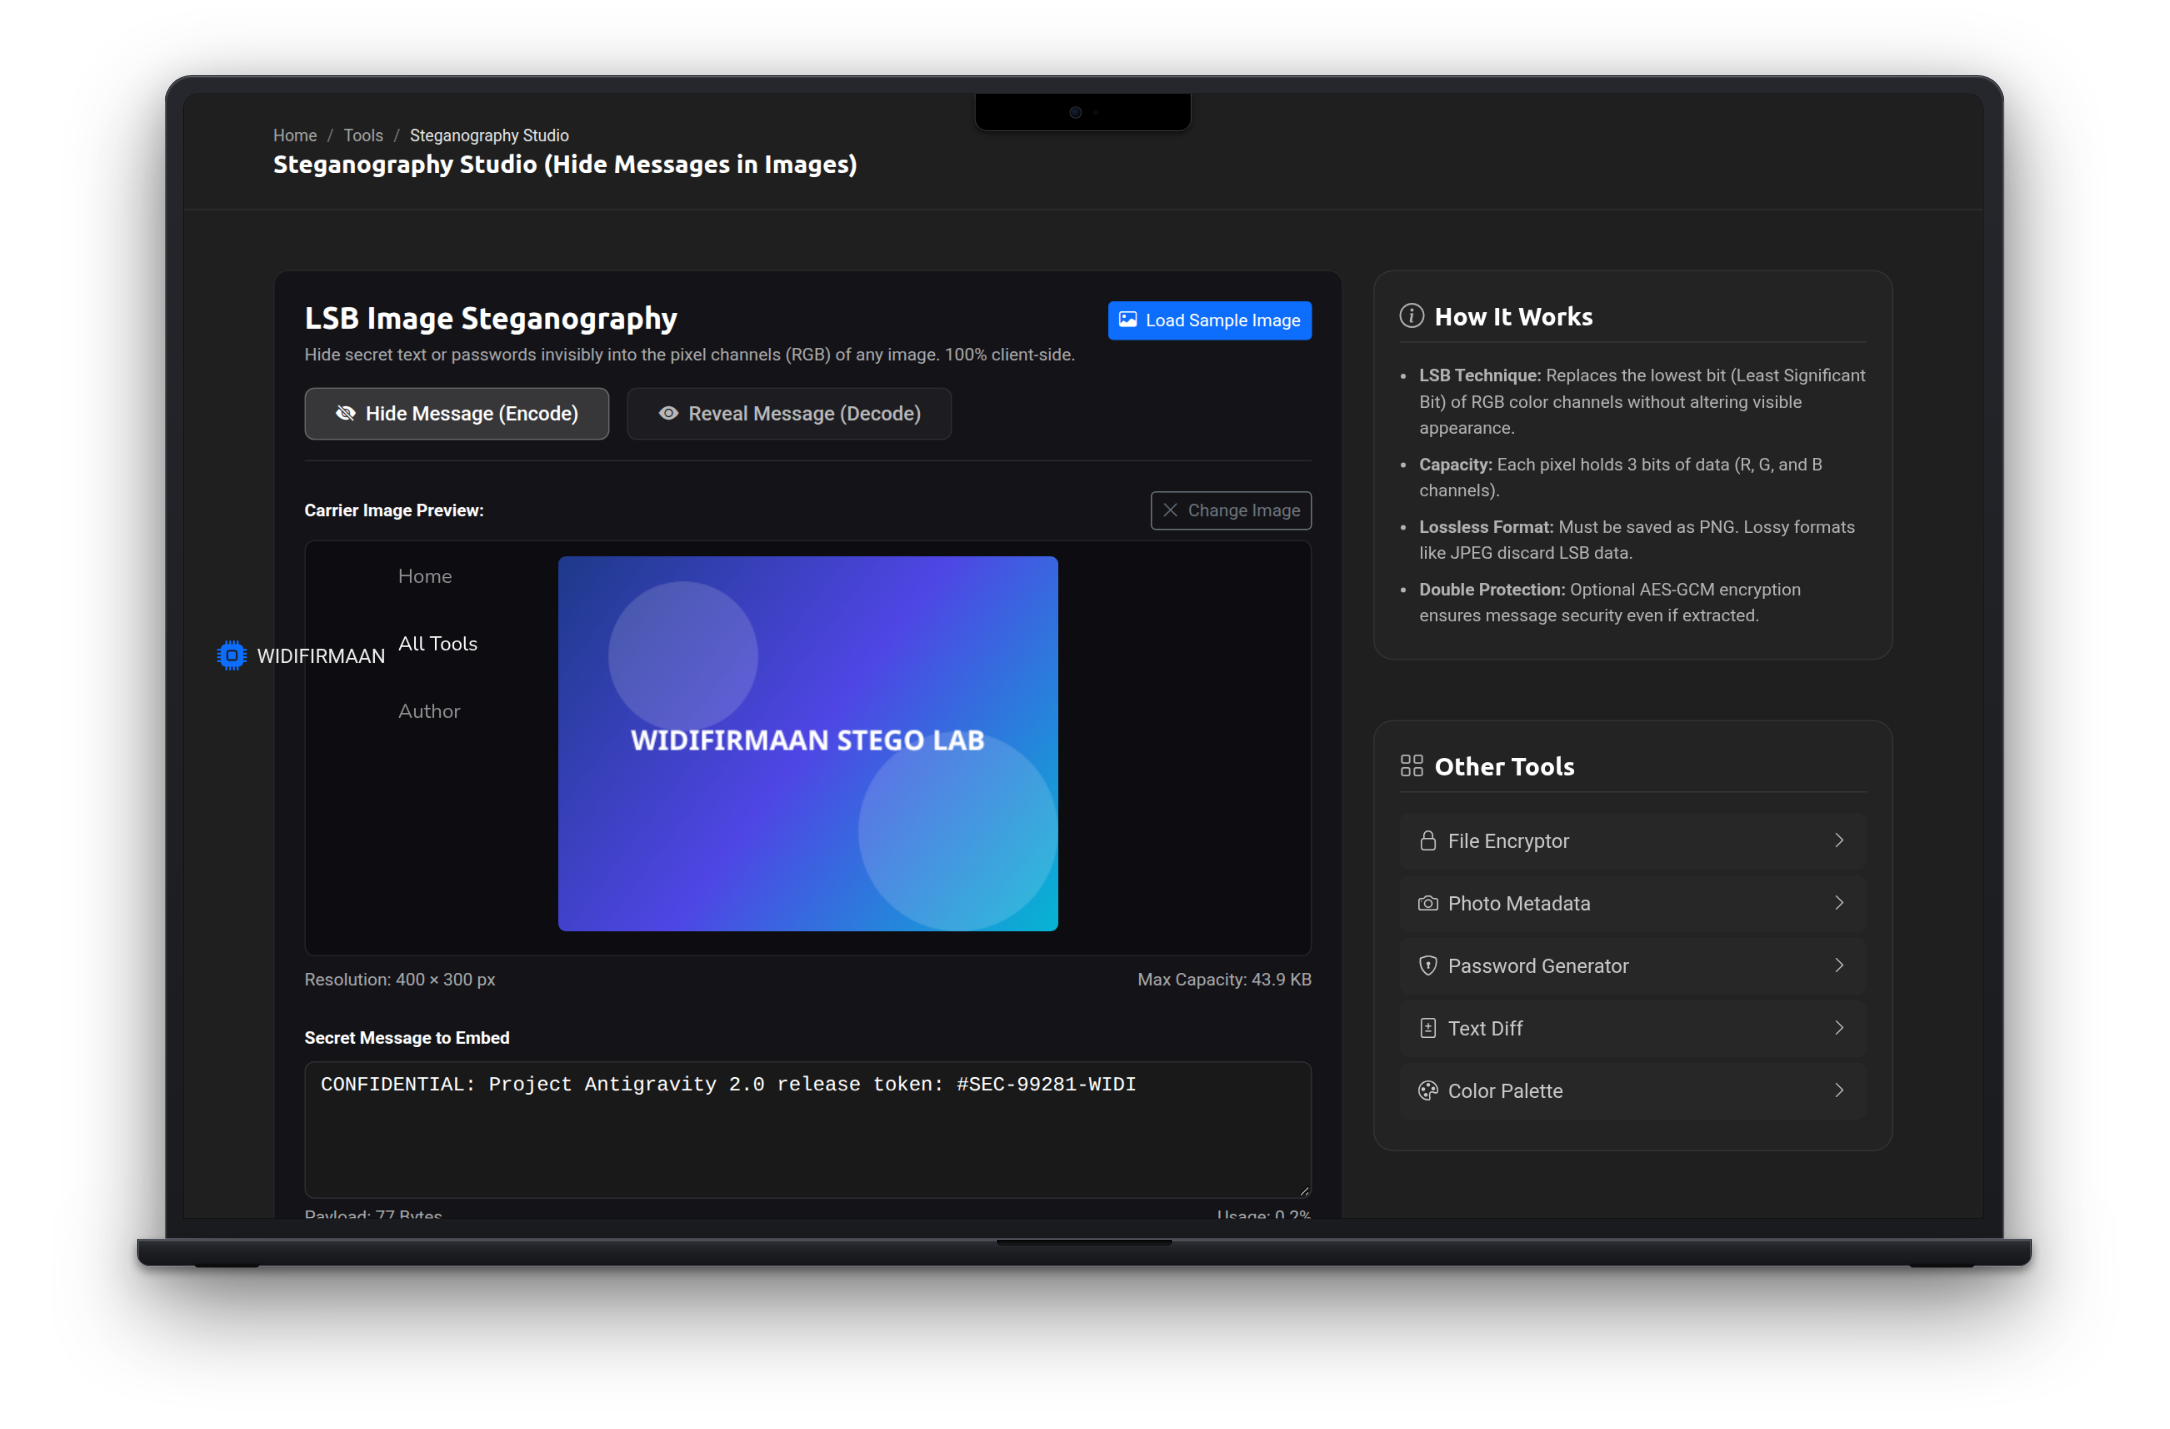 Home / Tools / Steganography Studio
Steganography Studio (Hide Messages in Images)
LSB Image Steganography
Load Sample Image
Hide secret text or passwords invisibly into the pixel channels (RGB) of any image. 100% client-side.
Hide Message (Encode)
Reveal Message (Decode)
Carrier Image Preview:
Change Image
Home
All Tools
WIDIFIRMAAN
Author
WIDIFIRMAAN STEGO LAB
Resolution: 400 × 300 px
Max Capacity: 43.9 KB
Secret Message to Embed
CONFIDENTIAL: Project Antigravity 2.0 release token: #SEC-99281-WIDI
Payload: 77 Bytes
Usage: 0.2%
How It Works
• LSB Technique: Replaces the lowest bit (Least Significant
Bit) of RGB color channels without altering visible
appearance.
• Capacity: Each pixel holds 3 bits of data (R, G, and B
channels).
• Lossless Format: Must be saved as PNG. Lossy formats
like JPEG discard LSB data.
• Double Protection: Optional AES-GCM encryption
ensures message security even if extracted.
Other Tools
File Encryptor
Photo Metadata
Password Generator
Text Diff
Color Palette